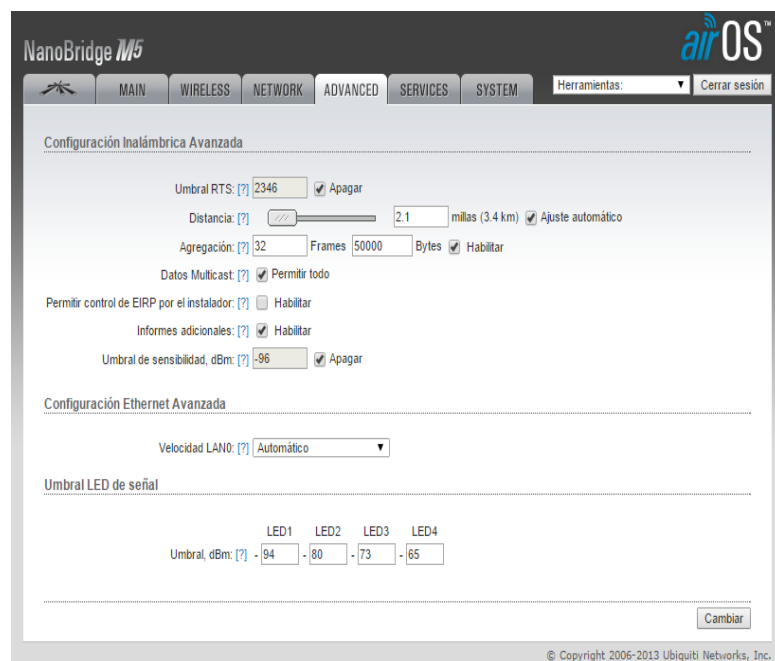 NanoBridge M5
airOS™
MAIN WIRELESS NETWORK ADVANCED SERVICES SYSTEM Herramientas: Cerrar sesión
Configuración Inalámbrica Avanzada
Umbral RTS: [?] 2346 Apagar
Distancia: [?] 2.1 millas (3.4 km) Ajuste automático
Agregación: [?] 32 Frames 50000 Bytes Habilitar
Datos Multicast: [?] Permitir todo
Permitir control de EIRP por el instalador: [?] Habilitar
Informes adicionales: [?] Habilitar
Umbral de sensibilidad, dBm: [?] -96 Apagar
Configuración Ethernet Avanzada
Velocidad LAN0: [?] Automático
Umbral LED de señal
LED1 LED2 LED3 LED4
Umbral, dBm: [?] - 94 - 80 - 73 - 65
Cambiar
© Copyright 2006-2013 Ubiquiti Networks, Inc.